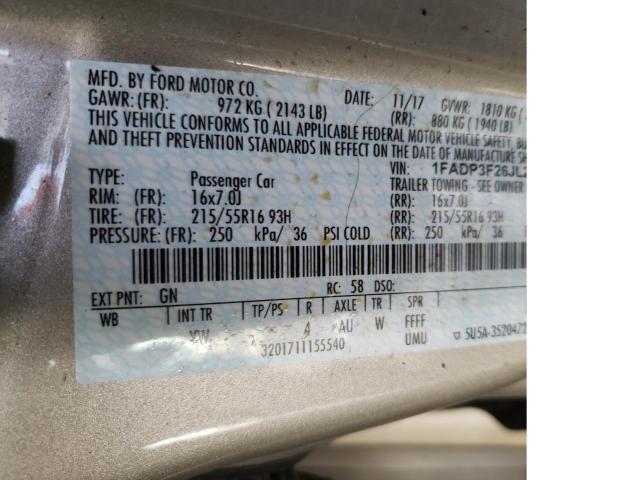 MFD. BY FORD MOTOR CO.
DATE: 11/17 GVWR: 1810 KG (
GAWR: (FR): 972 KG ( 2143 LB) (RR): 880 KG ( 1940 LB)
THIS VEHICLE CONFORMS TO ALL APPLICABLE FEDERAL MOTOR VEHICLE SAFETY, BU
AND THEFT PREVENTION STANDARDS IN EFFECT ON THE DATE OF MANUFACTURE SH
VIN: 1FADP3F26JL2
TYPE: Passenger Car TRAILER TOWING - SEE OWNER
RIM: (FR): 16x7.0J (RR): 16x7.0J
TIRE: (FR): 215/55R16 93H (RR): 215/55R16 93H
PRESSURE: (FR): 250 kPa/ 36 PSI COLD (RR): 250 kPa/ 36
EXT PNT: GN RC: 58 DSO:
WB INT TR TP/PS R AXLE TR SPR
VW 4 AU W FFFF
UMU
3201711155540